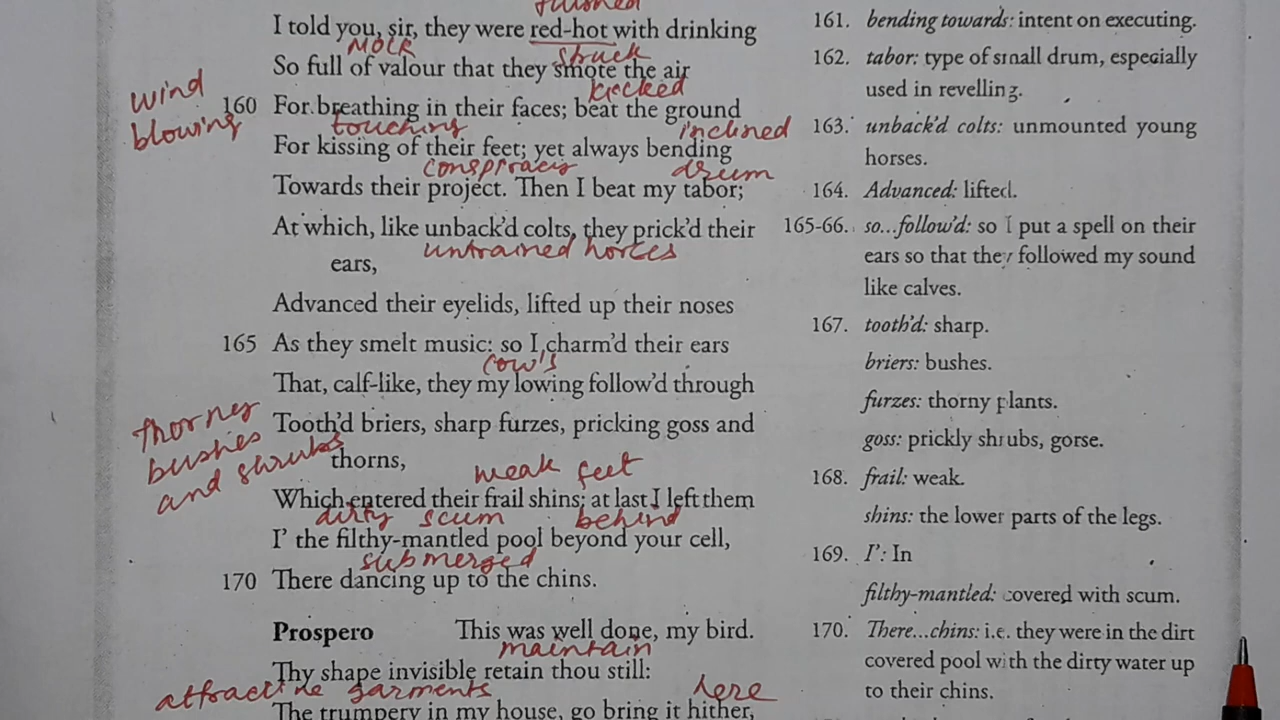 flushed
I told you, sir, they were red-hot with drinking
mock struck
So full of valour that they smote the air
wind blowing
kicked
160 For breathing in their faces; beat the ground
touching inclined
For kissing of their feet; yet always bending
conspiracy drum
Towards their project. Then I beat my tabor;
At which, like unback'd colts, they prick'd their
ears,
untrained horces
Advanced their eyelids, lifted up their noses
165 As they smelt music: so I charm'd their ears
cow's
That, calf-like, they my lowing follow'd through
thorney
bushies
and shrubs
Tooth'd briers, sharp furzes, pricking goss and
thorns,
weak feet
Which entered their frail shins; at last I left them
dirty scum behind
I' the filthy-mantled pool beyond your cell,
submerged
170 There dancing up to the chins.
Prospero This was well done, my bird.
maintain
Thy shape invisible retain thou still:
attractive garments here
The trumpery in my house, go bring it hither,
161. bending towards: intent on executing.
162. tabor: type of small drum, especially
used in revelling.
163. unback'd colts: unmounted young
horses.
164. Advanced: lifted.
165-66. so...follow'd: so I put a spell on their
ears so that they followed my sound
like calves.
167. tooth'd: sharp.
briers: bushes.
furzes: thorny plants.
goss: prickly shrubs, gorse.
168. frail: weak.
shins: the lower parts of the legs.
169. I': In
filthy-mantled: covered with scum.
170. There...chins: i.e. they were in the dirt
covered pool with the dirty water up
to their chins.